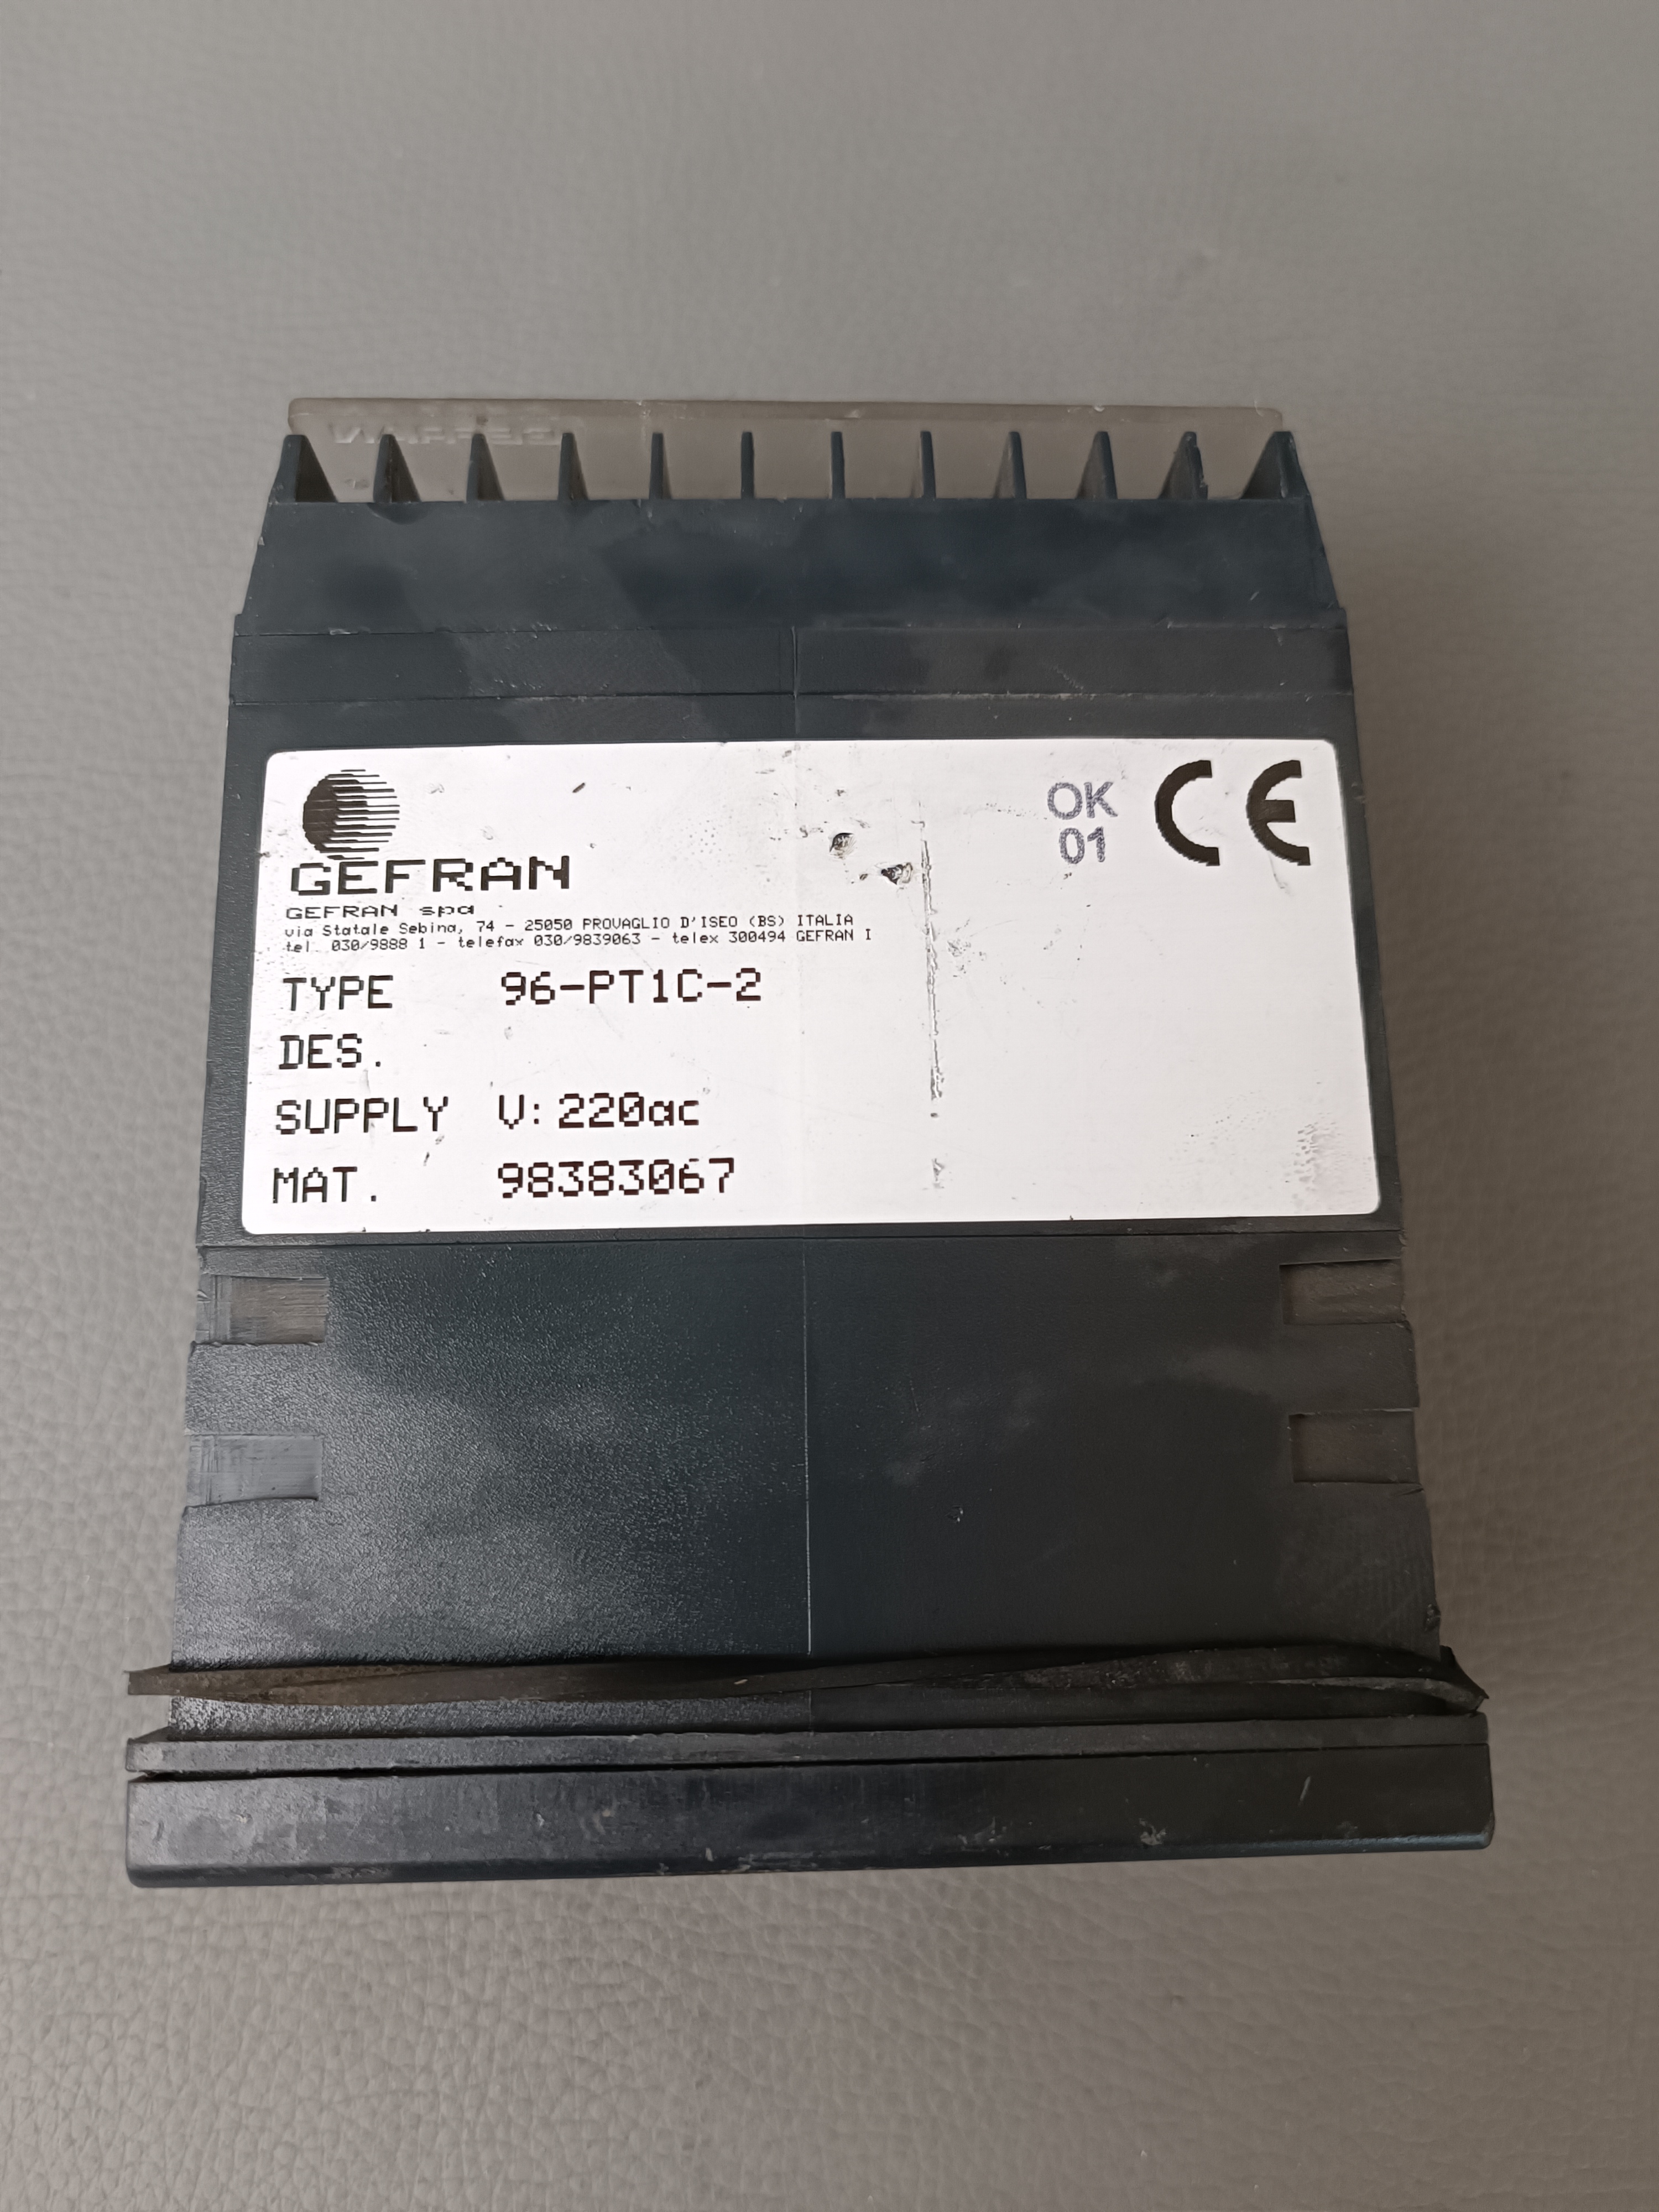 GEFRAN
OK
01
CE
GEFRAN
GEFRAN spa
via Statale Sebina, 74 - 25050 PROVAGLIO D'ISEO (BS) ITALIA
tel. 030/9888 1 - telefax 030/9839063 - telex 300494 GEFRAN I
TYPE 96-PT1C-2
DES.
SUPPLY V: 220ac
MAT. 98383067